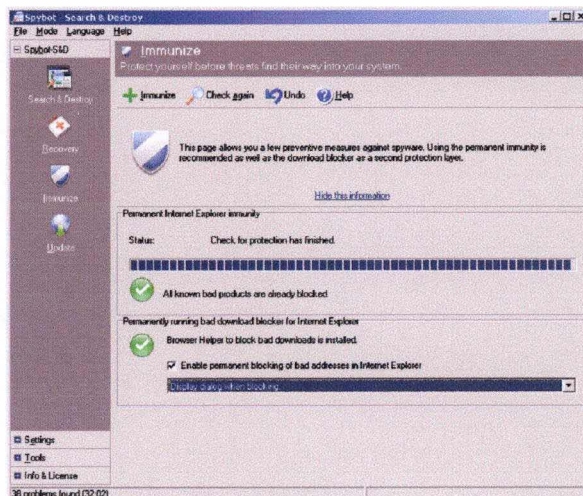 Spybot - Search & Destroy
File Mode Language Help
Spybot-S&D
Search & Destroy
Recovery
Immunize
Update
Settings
Tools
Info & License
Immunize
Protect yourself before threats find their way into your system.
Immunize Check again Undo Help
This page allows you a few preventive measures against spyware. Using the permanent immunity is
recommended as well as the download blocker as a second protection layer.
Hide this information
Permanent Internet Explorer immunity
Status: Check for protection has finished.
All known bad products are already blocked.
Permanently running bad download blocker for Internet Explorer
Browser Helper to block bad downloads is installed.
Enable permanent blocking of bad addresses in Internet Explorer
Display dialog when blocking
38 problems found (32:02)